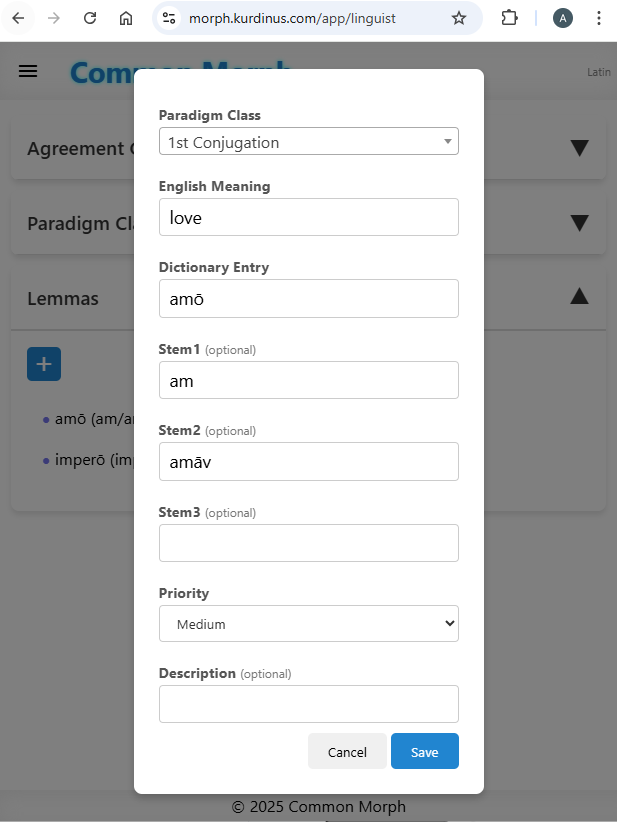 morph.kurdinus.com/app/linguist
A
Common Morph
Latin
Agreement
Paradigm
Lemmas
+
• amō (am/
• imperō
Paradigm Class
1st Conjugation
English Meaning
love
Dictionary Entry
amō
Stem1 (optional)
am
Stem2 (optional)
amāv
Stem3 (optional)
Priority
Medium
Description (optional)
Cancel
Save
© 2025 Common Morph